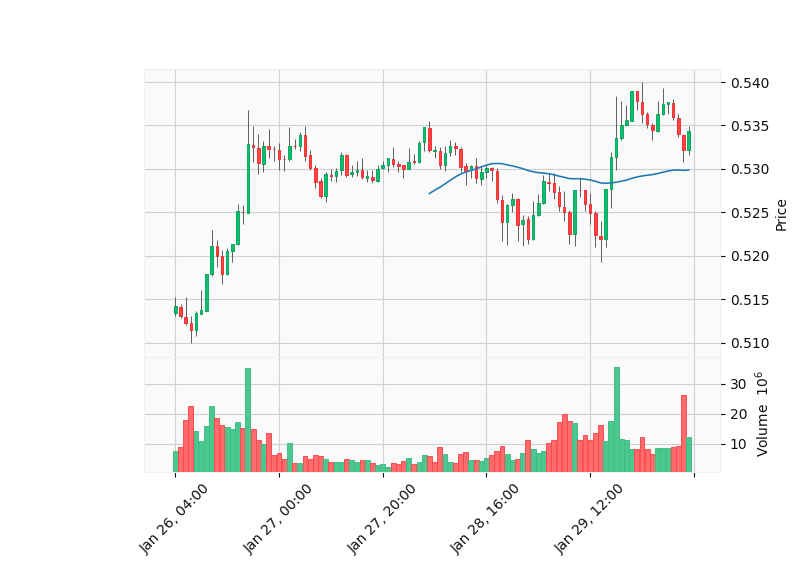 0.540
0.535
0.530
0.525
0.520
0.515
0.510
Price
30
20
10
Volume 10⁶
Jan 26, 04:00
Jan 27, 00:00
Jan 27, 20:00
Jan 28, 16:00
Jan 29, 12:00